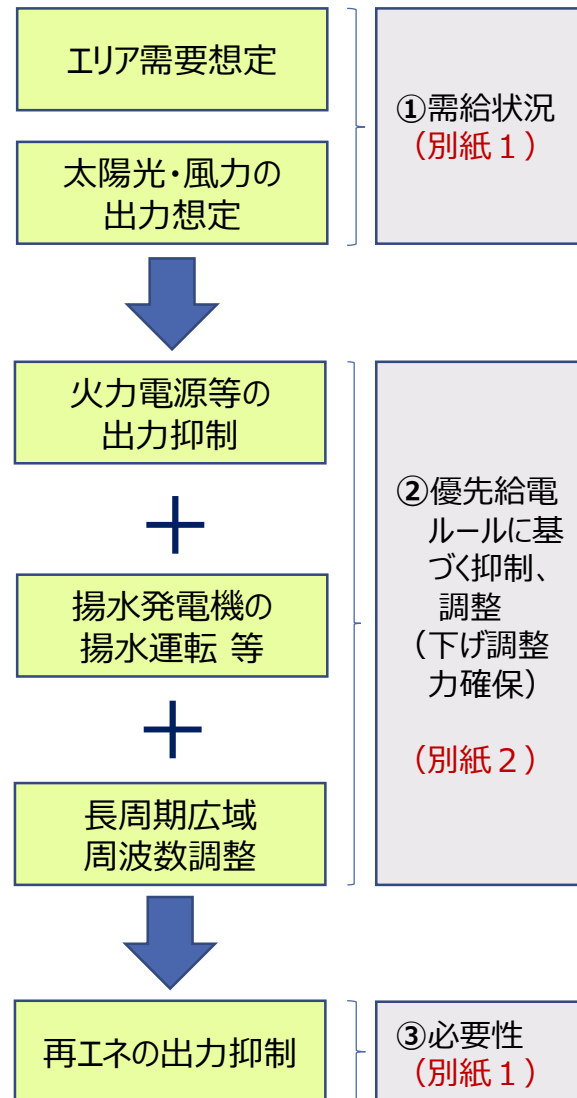 エリア需要想定
太陽光・風力の
出力想定
①需給状況
（別紙１）
火力電源等の
出力抑制
＋
揚水発電機の
揚水運転 等
＋
長周期広域
周波数調整
②優先給電
ルールに基
づく抑制、
調整
（下げ調整
力確保）
（別紙２）
再エネの出力抑制
③必要性
（別紙１）